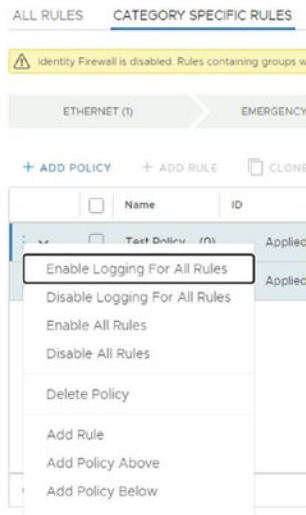 ALL RULES CATEGORY SPECIFIC RULES
Identity Firewall is disabled. Rules containing groups w
ETHERNET (1) EMERGENCY
+ ADD POLICY + ADD RULE CLONE
Name ID
Test Policy (0) Applied
Enable Logging For All Rules
Applied
Disable Logging For All Rules
Enable All Rules
Disable All Rules
Delete Policy
Add Rule
Add Policy Above
Add Policy Below